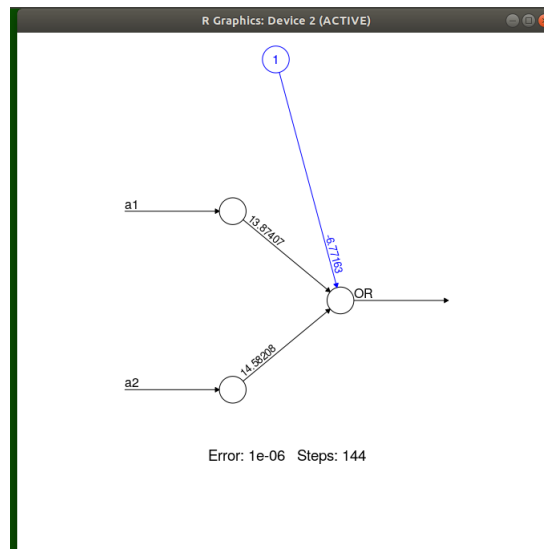 R Graphics: Device 2 (ACTIVE)
1
a1
13.87407
-6.77163
OR
14.58208
a2
Error: 1e-06 Steps: 144